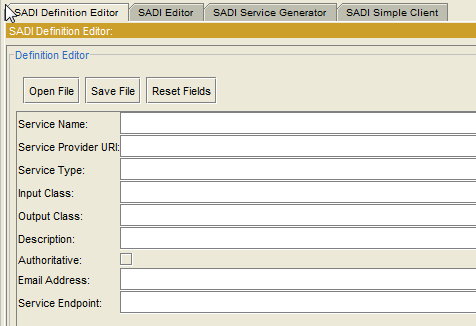 SADI Definition Editor SADI Editor SADI Service Generator SADI Simple Client
SADI Definition Editor:
Definition Editor
Open File Save File Reset Fields
Service Name:
Service Provider URI:
Service Type:
Input Class:
Output Class:
Description:
Authoritative:
Email Address:
Service Endpoint: